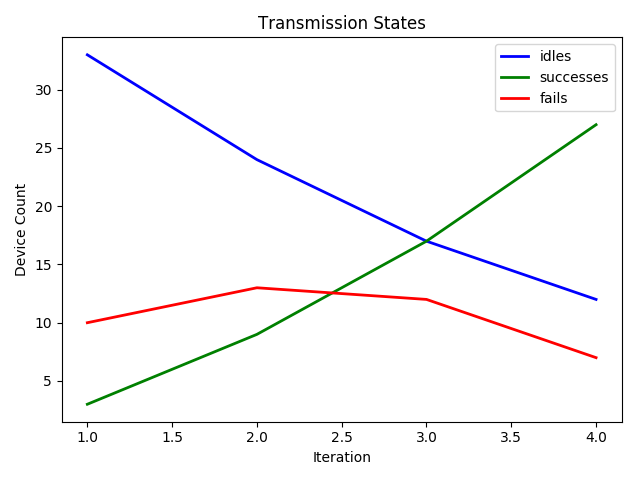 Transmission States
idles
successes
fails
30
25
20
15
10
5
Device Count
1.0 1.5 2.0 2.5 3.0 3.5 4.0
Iteration